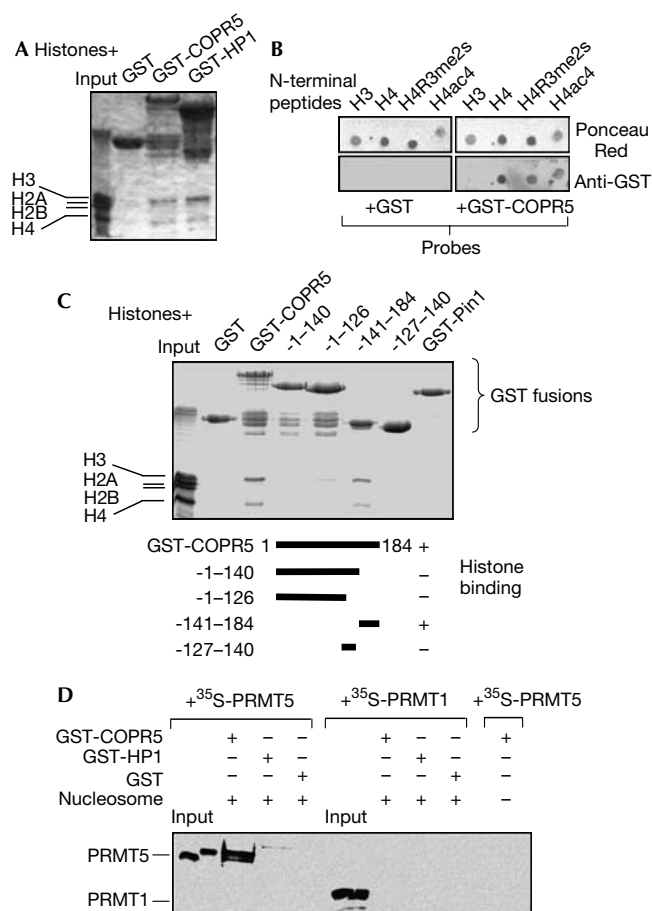 A Histones+
Input GST GST-COPR5 GST-HP1
H3
H2A
H2B
H4
B
N-terminal
peptides
H3 H4 H4R3me2s H4ac4 H3 H4 H4R3me2s H4ac4
Ponceau
Red
Anti-GST
+GST +GST-COPR5
Probes
C
Histones+
Input GST GST-COPR5 -1–140 -1–126 -141–184 -127–140 GST-Pin1
GST fusions
H3
H2A
H2B
H4
GST-COPR5 1 184 +
-1–140 –
-1–126 –
-141–184 +
-127–140 –
Histone
binding
D
+35S-PRMT5 +35S-PRMT1 +35S-PRMT5
GST-COPR5 + – – + – – +
GST-HP1 – + – – + – –
GST – – + – – + –
Nucleosome + + + + + + –
Input Input
PRMT5
PRMT1